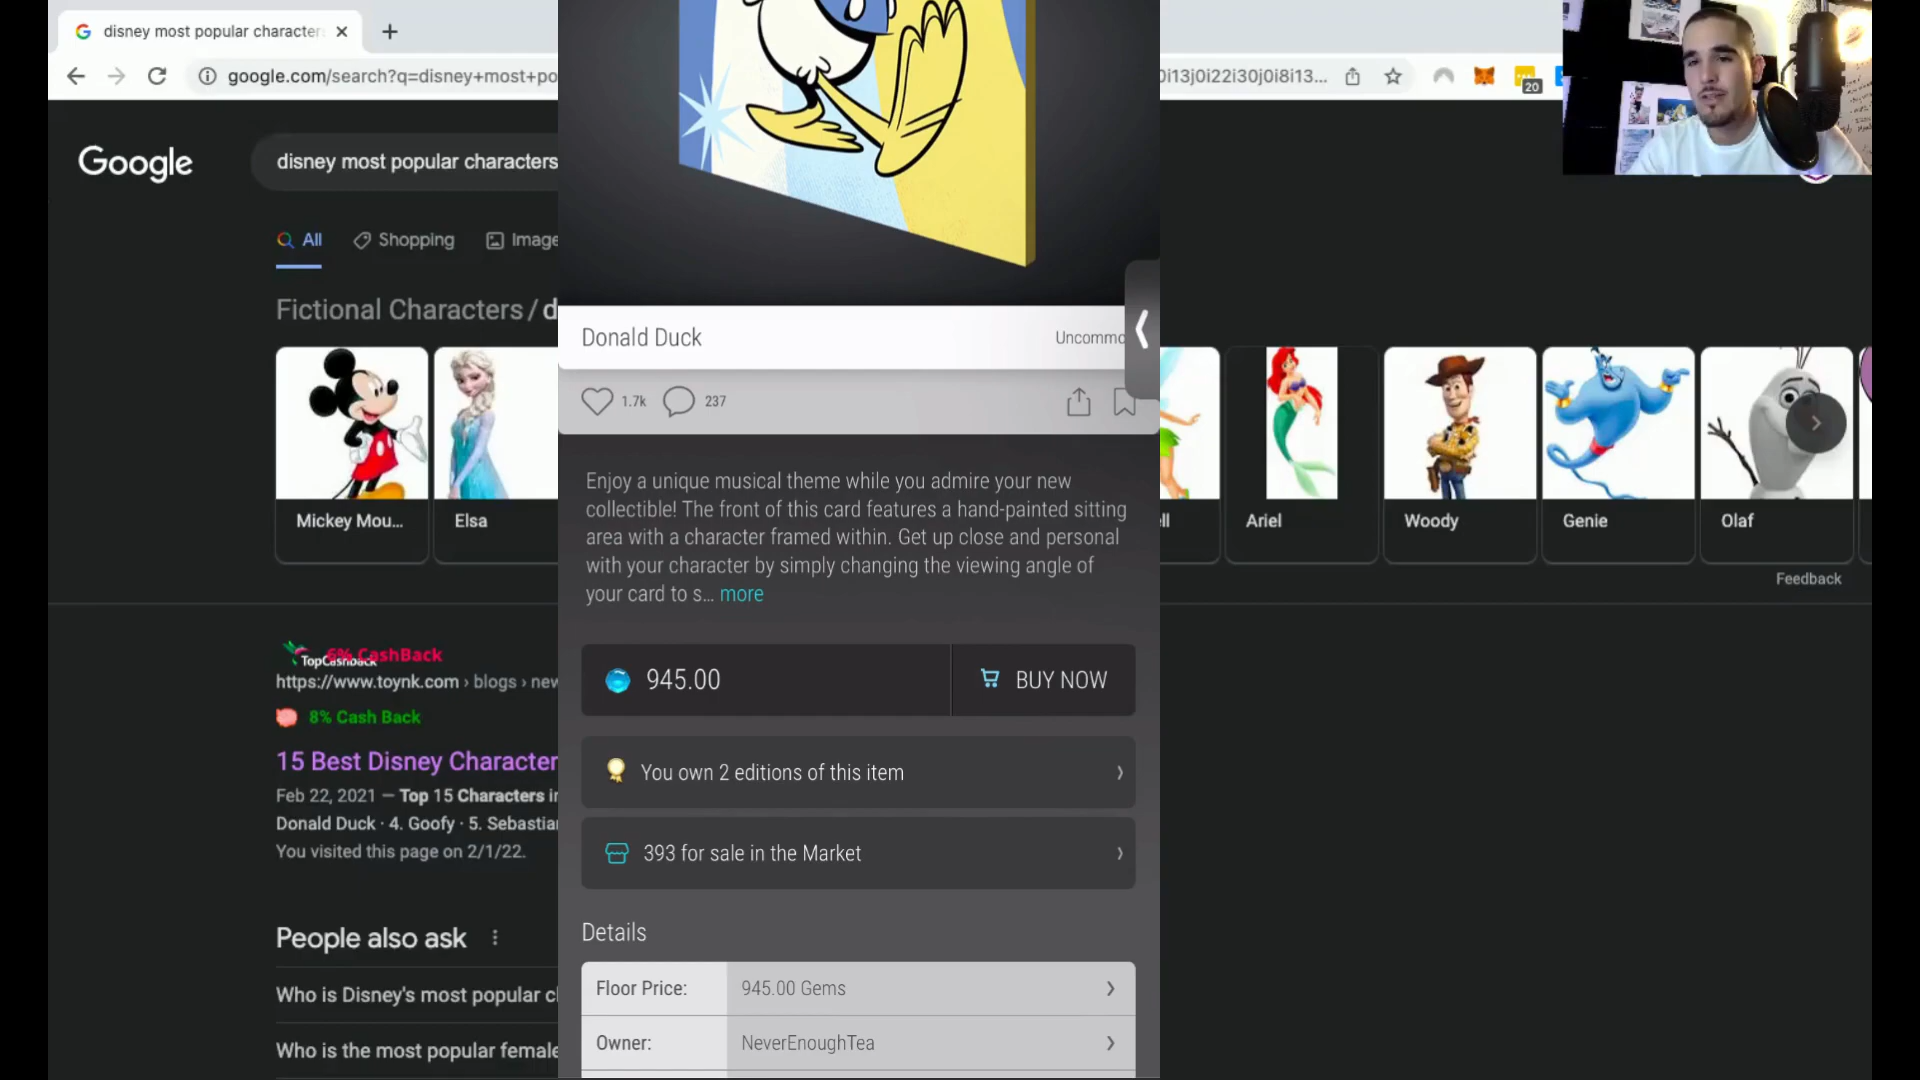 disney most popular character
google.com/search?q=disney+most+po
0i13j0i22i30j0i8i13...
20
Google
disney most popular characters
All
Shopping
Image
Fictional Characters / d
Mickey Mou...
Elsa
ell
Ariel
Woody
Genie
Olaf
Feedback
TopCashback
6% CashBack
https://www.toynk.com › blogs › new
8% Cash Back
15 Best Disney Character
Feb 22, 2021 — Top 15 Characters in
Donald Duck · 4. Goofy · 5. Sebastian
You visited this page on 2/1/22.
People also ask
Who is Disney's most popular c
Who is the most popular female
Donald Duck
Uncommo
1.7k
237
Enjoy a unique musical theme while you admire your new
collectible! The front of this card features a hand-painted sitting
area with a character framed within. Get up close and personal
with your character by simply changing the viewing angle of
your card to s... more
945.00
BUY NOW
You own 2 editions of this item
393 for sale in the Market
Details
Floor Price:
945.00 Gems
Owner:
NeverEnoughTea